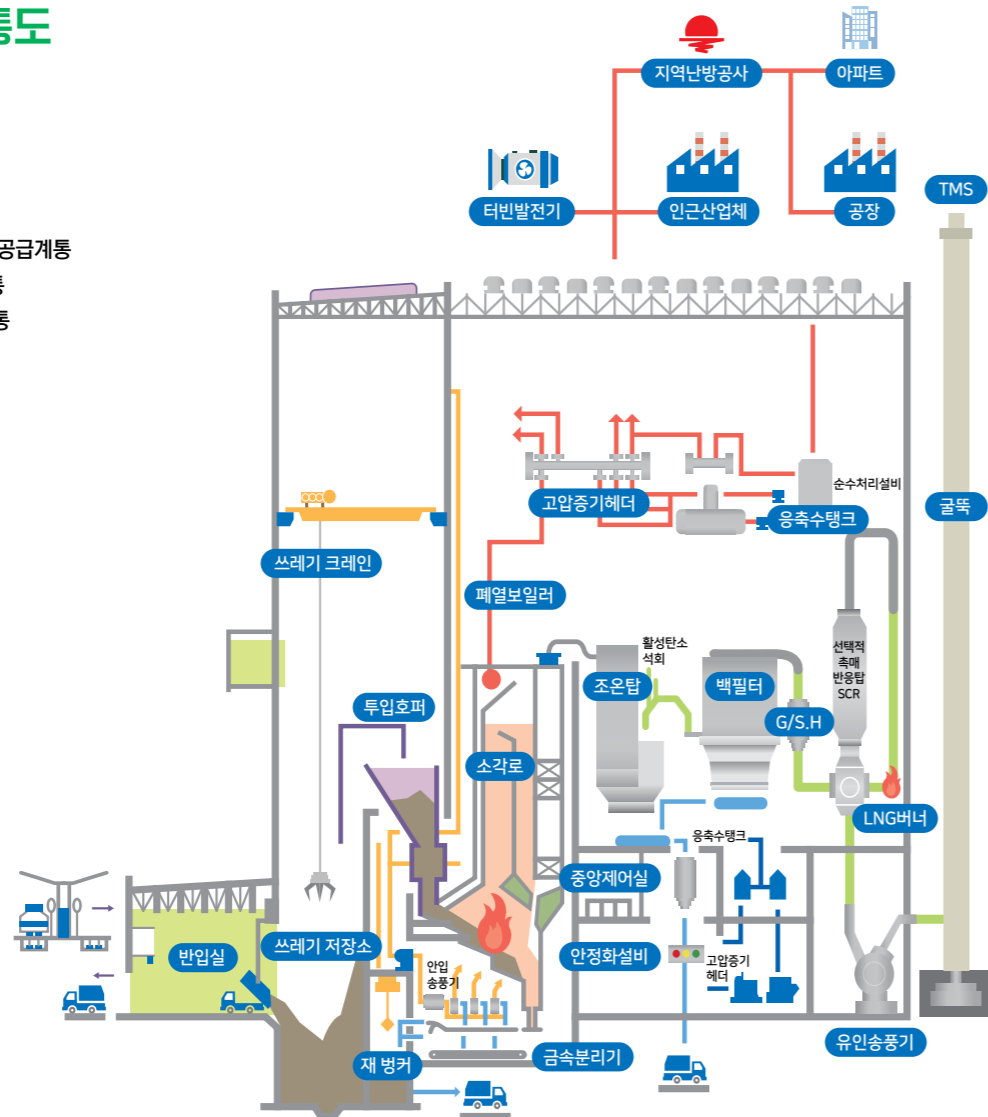 통도
지역난방공사
아파트
터빈발전기
인근산업체
공장
TMS
공급계통
통
통
고압증기헤더
순수처리설비
응축수탱크
굴뚝
쓰레기 크레인
폐열보일러
활성탄소
석회
선택적
촉매
반응탑
SCR
조온탑
백필터
투입호퍼
G/S.H
소각로
LNG버너
응축수탱크
중앙제어실
반입실
쓰레기 저장소
안정화설비
안입
송풍기
고압증기
헤더
유인송풍기
재 벙커
금속분리기